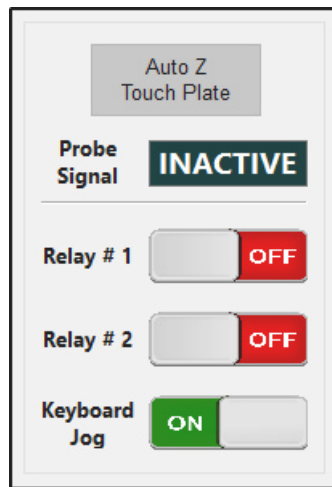 Auto Z
Touch Plate
Probe
Signal
INACTIVE
Relay # 1
OFF
Relay # 2
OFF
Keyboard
Jog
ON